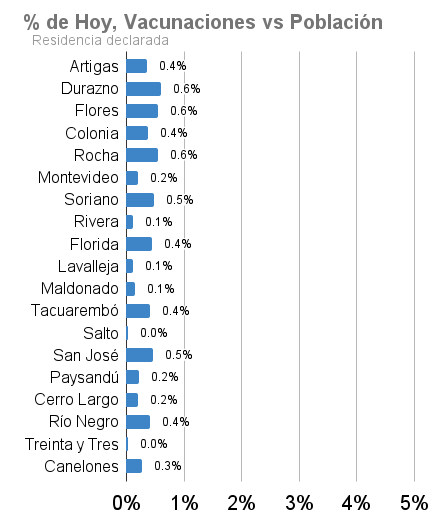 % de Hoy, Vacunaciones vs Población
Residencia declarada
Artigas 0.4%
Durazno 0.6%
Flores 0.6%
Colonia 0.4%
Rocha 0.6%
Montevideo 0.2%
Soriano 0.5%
Rivera 0.1%
Florida 0.4%
Lavalleja 0.1%
Maldonado 0.1%
Tacuarembó 0.4%
Salto 0.0%
San José 0.5%
Paysandú 0.2%
Cerro Largo 0.2%
Río Negro 0.4%
Treinta y Tres 0.0%
Canelones 0.3%
0% 1% 2% 3% 4% 5%